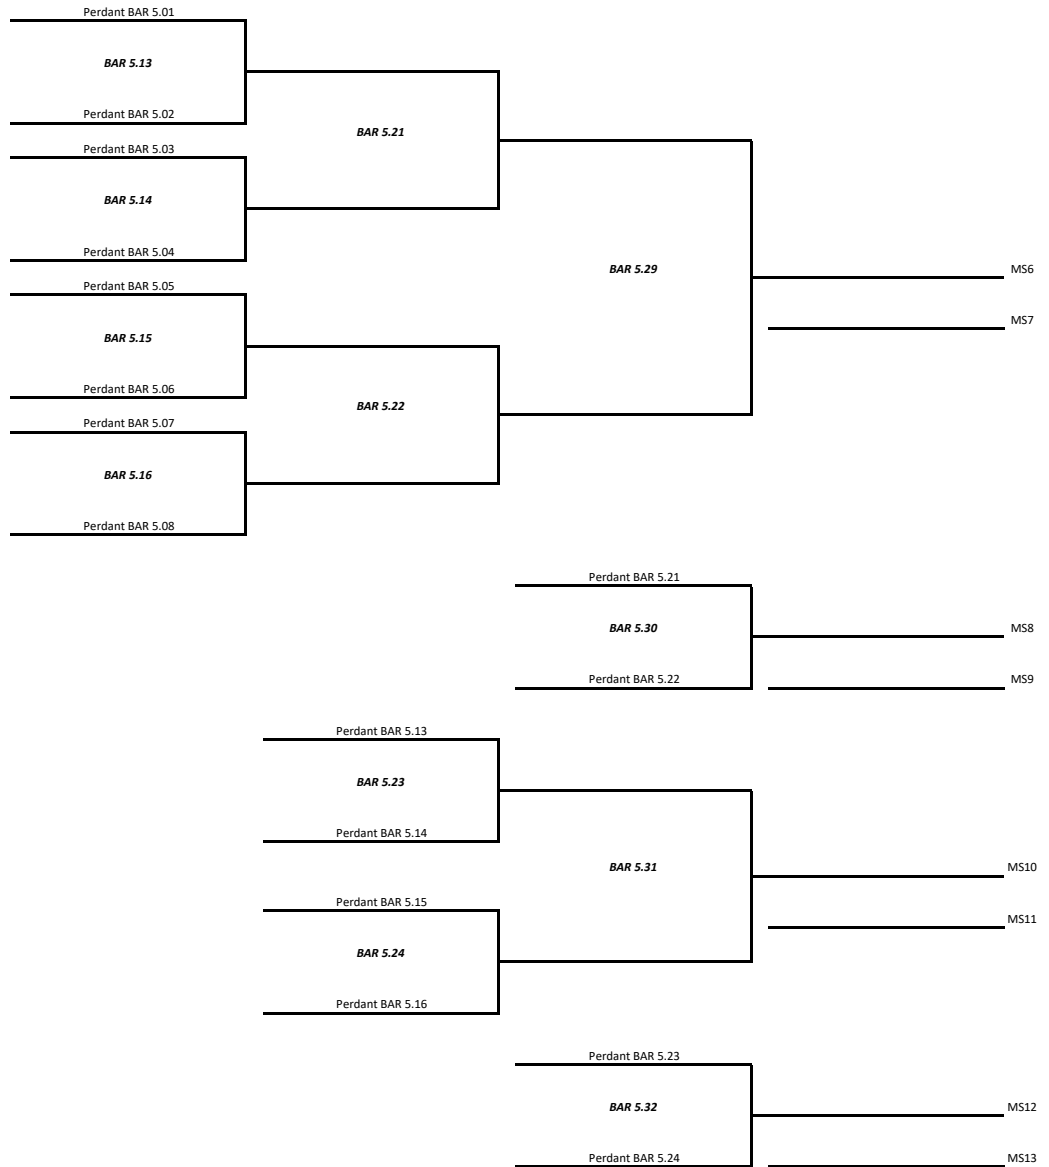 Perdant BAR 5.01
BAR 5.13
Perdant BAR 5.02
BAR 5.21
Perdant BAR 5.03
BAR 5.14
Perdant BAR 5.04
BAR 5.29
MS6
Perdant BAR 5.05
MS7
BAR 5.15
Perdant BAR 5.06
BAR 5.22
Perdant BAR 5.07
BAR 5.16
Perdant BAR 5.08
Perdant BAR 5.21
BAR 5.30
MS8
Perdant BAR 5.22
MS9
Perdant BAR 5.13
BAR 5.23
Perdant BAR 5.14
BAR 5.31
MS10
Perdant BAR 5.15
MS11
BAR 5.24
Perdant BAR 5.16
Perdant BAR 5.23
BAR 5.32
MS12
Perdant BAR 5.24
MS13